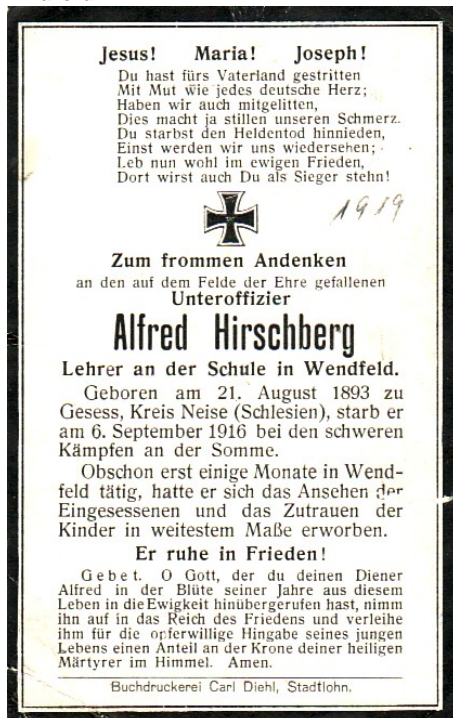 Jesus! Maria! Joseph!
Du hast fürs Vaterland gestritten
Mit Mut wie jedes deutsche Herz;
Haben wir auch mitgelitten,
Dies macht ja stillen unseren Schmerz.
Du starbst den Heldentod hinnieden,
Einst werden wir uns wiedersehen;
Leb nun wohl im ewigen Frieden,
Dort wirst auch Du als Sieger stehn!
1919
Zum frommen Andenken
an den auf dem Felde der Ehre gefallenen
Unteroffizier
Alfred Hirschberg
Lehrer an der Schule in Wendfeld.
Geboren am 21. August 1893 zu
Gesess, Kreis Neise (Schlesien), starb er
am 6. September 1916 bei den schweren
Kämpfen an der Somme.
Obschon erst einige Monate in Wend-
feld tätig, hatte er sich das Ansehen der
Eingesessenen und das Zutrauen der
Kinder in weitestem Maße erworben.
Er ruhe in Frieden!
Gebet. O Gott, der du deinen Diener
Alfred in der Blüte seiner Jahre aus diesem
Leben in die Ewigkeit hinübergerufen hast, nimm
ihn auf in das Reich des Friedens und verleihe
ihm für die opferwillige Hingabe seines jungen
Lebens einen Anteil an der Krone deiner heiligen
Märtyrer im Himmel. Amen.
Buchdruckerei Carl Diehl, Stadtlohn.